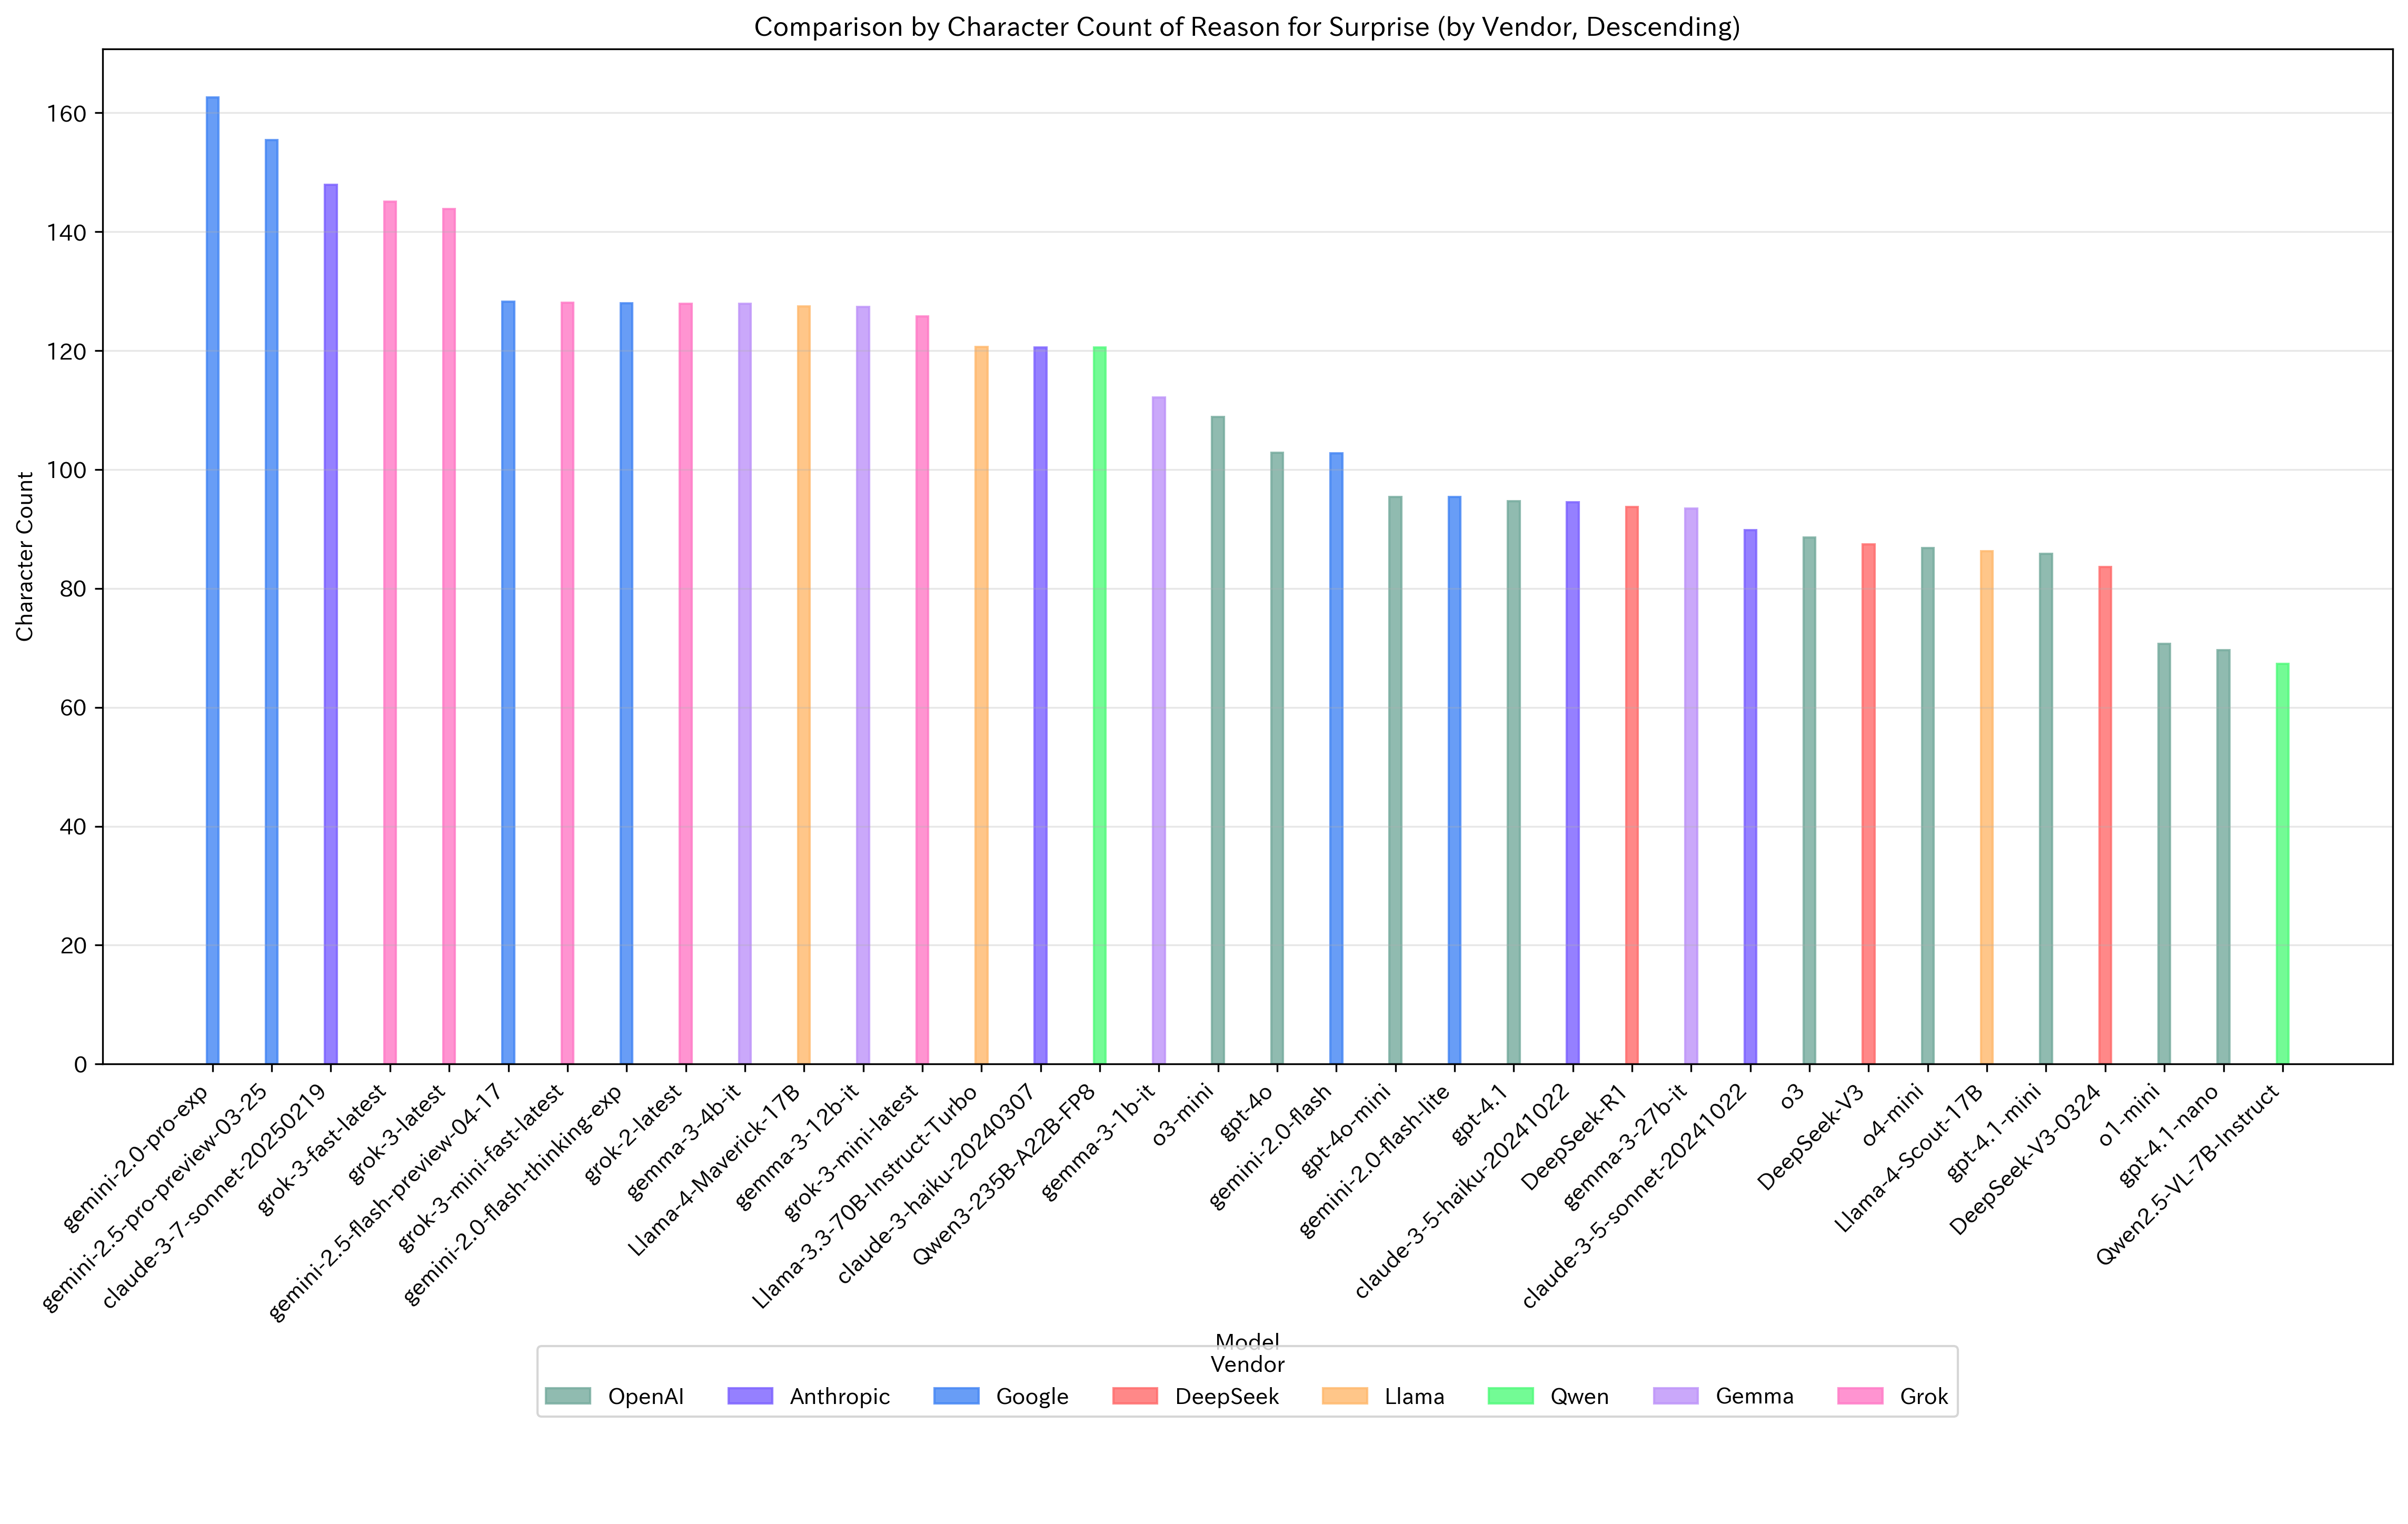 Comparison by Character Count of Reason for Surprise (by Vendor, Descending)
Character Count
160
140
120
100
80
60
40
20
0
gemini-2.0-pro-exp
gemini-2.5-pro-preview-03-25
claude-3-7-sonnet-20250219
grok-3-fast-latest
grok-3-latest
gemini-2.5-flash-preview-04-17
grok-3-mini-fast-latest
gemini-2.0-flash-thinking-exp
grok-2-latest
gemma-3-4b-it
Llama-4-Maverick-17B
gemma-3-12b-it
grok-3-mini-latest
Llama-3.3-70B-Instruct-Turbo
claude-3-haiku-20240307
Qwen3-235B-A22B-FP8
gemma-3-1b-it
o3-mini
gpt-4o
gemini-2.0-flash
gpt-4o-mini
gemini-2.0-flash-lite
gpt-4.1
claude-3-5-haiku-20241022
DeepSeek-R1
gemma-3-27b-it
claude-3-5-sonnet-20241022
o3
DeepSeek-V3
o4-mini
Llama-4-Scout-17B
gpt-4.1-mini
DeepSeek-V3-0324
o1-mini
gpt-4.1-nano
Qwen2.5-VL-7B-Instruct
Model
Vendor
OpenAI
Anthropic
Google
DeepSeek
Llama
Qwen
Gemma
Grok